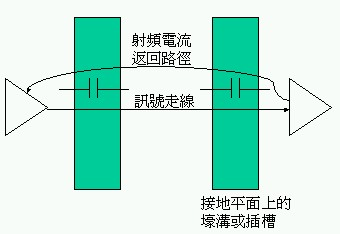 射頻電流
返回路徑
訊號走線
接地平面上的
壕溝或插槽